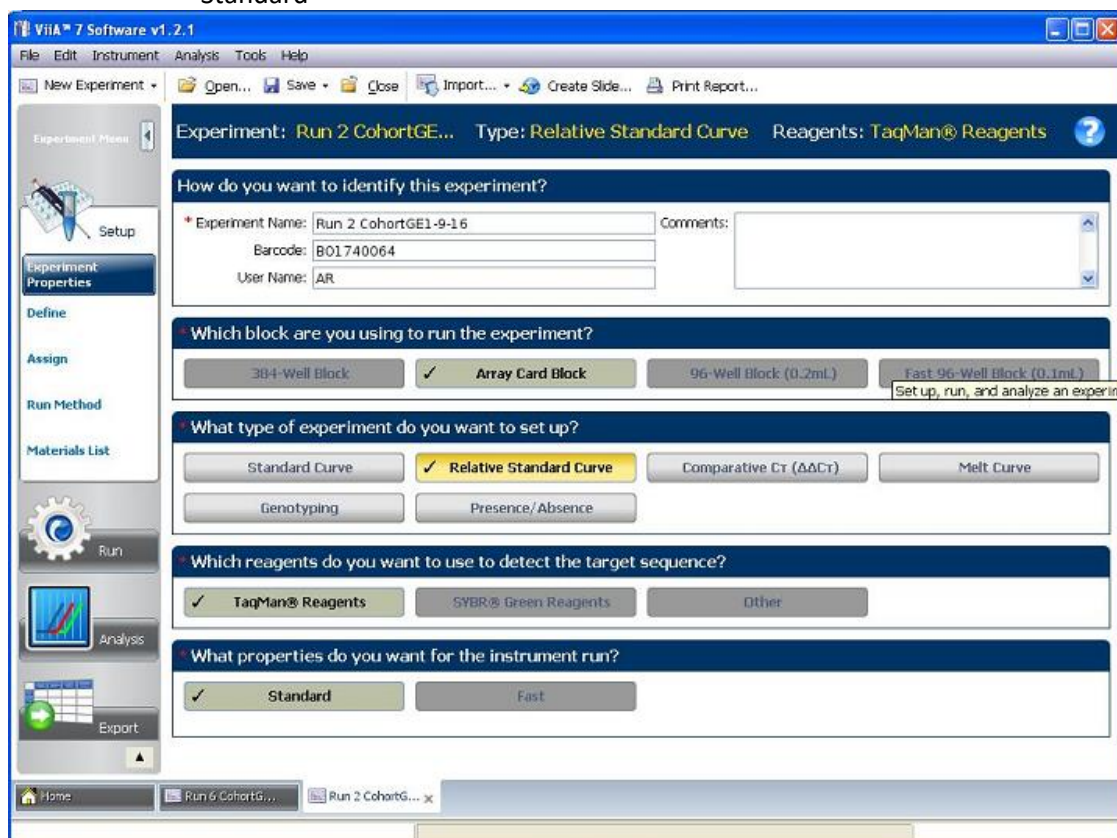 standard
ViiA™ 7 Software v1.2.1
File Edit Instrument Analysis Tools Help
New Experiment Open... Save Close Import... Create Slide... Print Report...
Experiment Menu
Experiment: Run 2 CohortGE... Type: Relative Standard Curve Reagents: TaqMan® Reagents ?
How do you want to identify this experiment?
* Experiment Name: Run 2 CohortGE1-9-16 Comments:
Barcode: B01740064
User Name: AR
Setup
Experiment Properties
Define
Assign
Run Method
Materials List
Run
Analysis
Export
* Which block are you using to run the experiment?
384-Well Block ✓ Array Card Block 96-Well Block (0.2mL) Fast 96-Well Block (0.1mL)
Set up, run, and analyze an experim
* What type of experiment do you want to set up?
Standard Curve ✓ Relative Standard Curve Comparative CT (ΔΔCT) Melt Curve
Genotyping Presence/Absence
* Which reagents do you want to use to detect the target sequence?
✓ TaqMan® Reagents SYBR® Green Reagents Other
* What properties do you want for the instrument run?
✓ Standard Fast
Home Run 6 CohortG... Run 2 CohortG... x